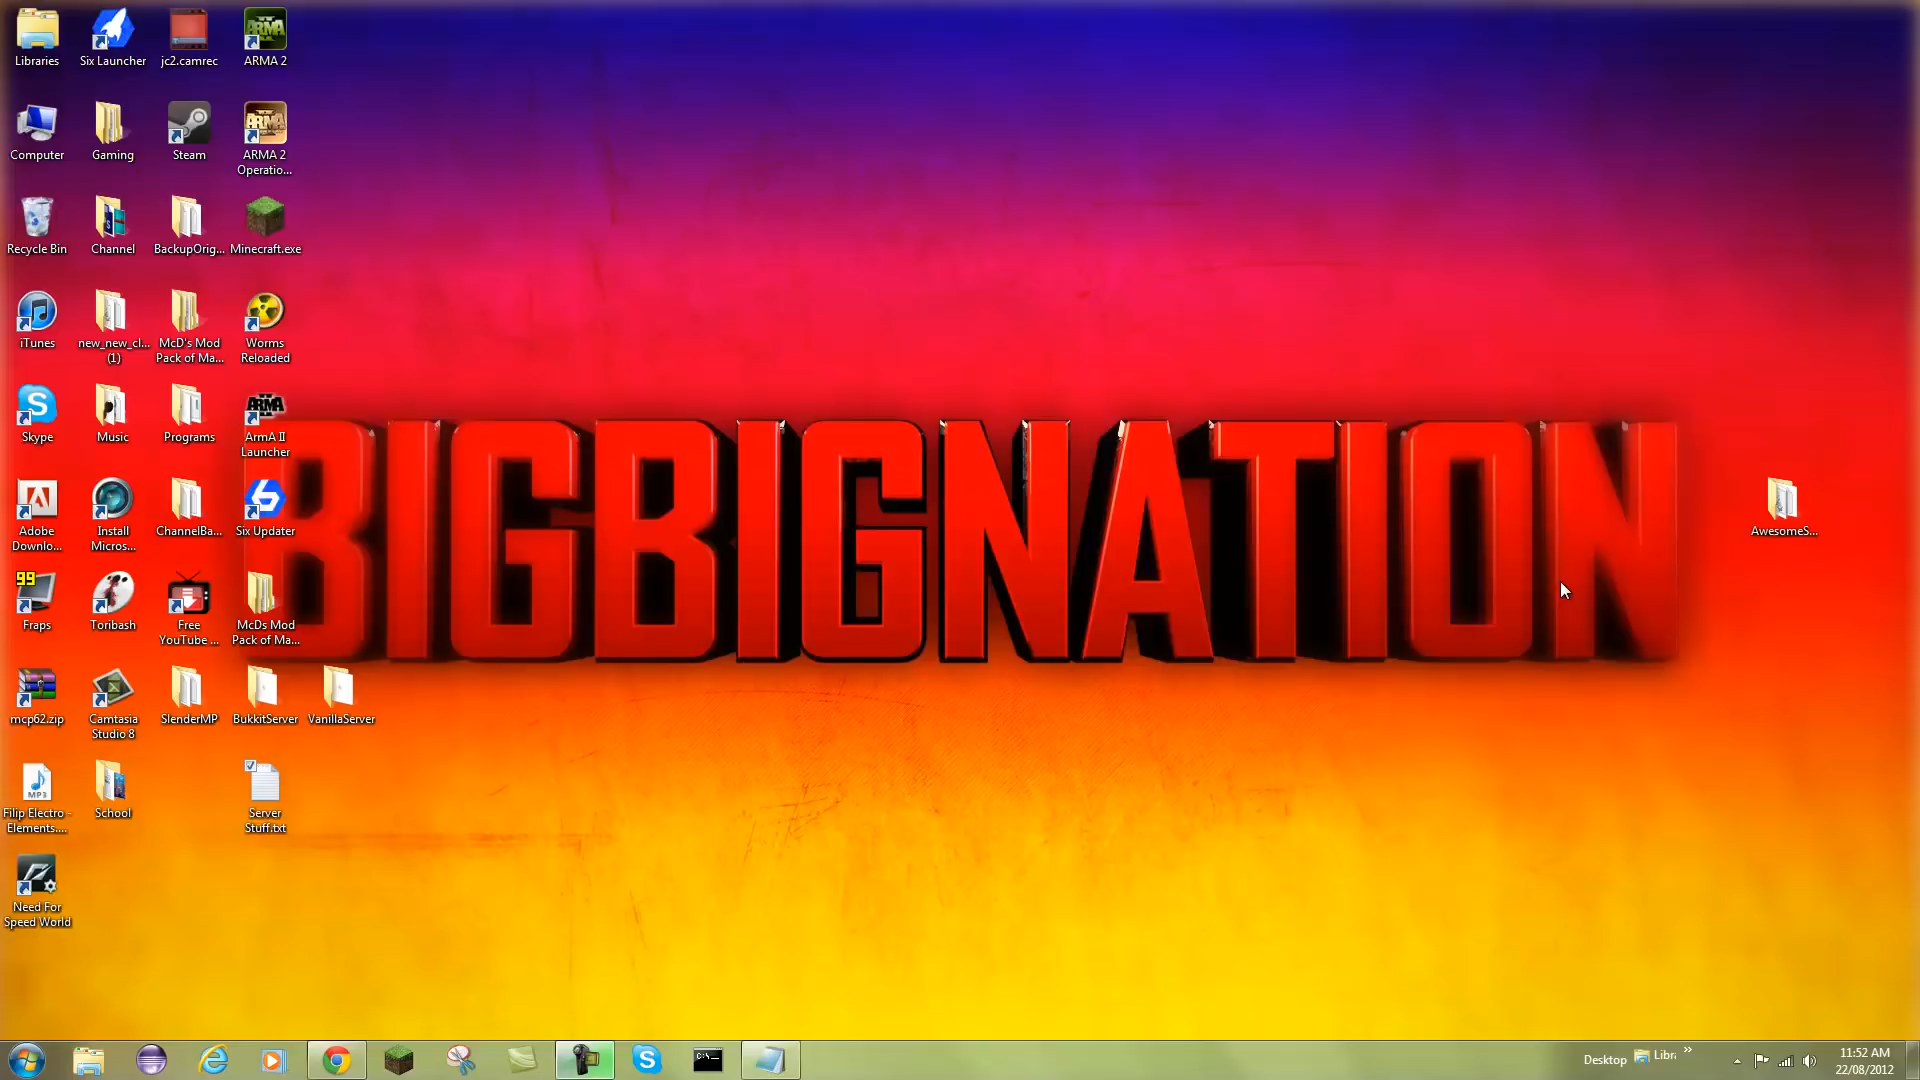 Libraries
Six Launcher
jc2.camrec
ARMA 2
Computer
Gaming
Steam
ARMA 2
Operatio...
Recycle Bin
Channel
BackupOrig...
Minecraft.exe
iTunes
new_new_cl...
(1)
McD's Mod
Pack of Ma...
Worms
Reloaded
Skype
Music
Programs
ArmA II
Launcher
BIGBIGNATION
Adobe
Downlo...
Install
Micros...
ChannelBa...
Six Updater
AwesomeS...
99
Fraps
Toribash
Free
YouTube ...
McDs Mod
Pack of Ma...
mcp62.zip
Camtasia
Studio 8
SlenderMP
BukkitServer
VanillaServer
MP3
Filip Electro -
Elements....
School
Server
Stuff.txt
Need For
Speed World
C:\_
Desktop
Libra
»
11:52 AM
22/08/2012